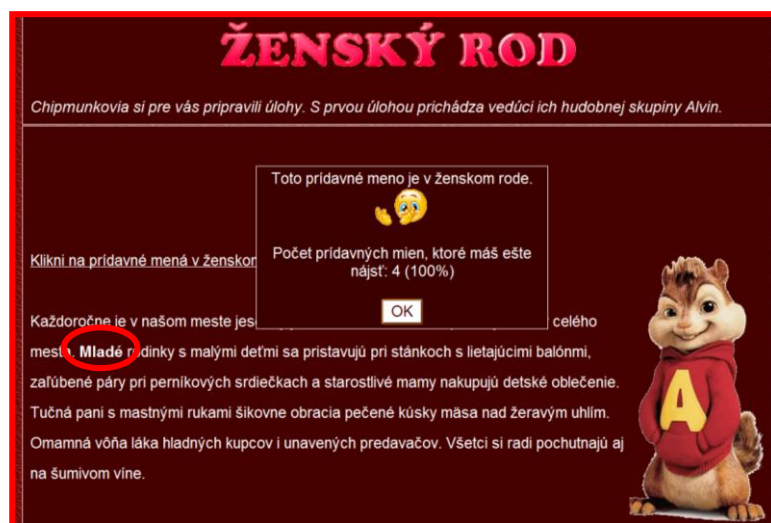 ŽENSKÝ ROD
Chipmunkovia si pre vás pripravili úlohy. S prvou úlohou prichádza vedúci ich hudobnej skupiny Alvin.
Toto prídavné meno je v ženskom rode.
Počet prídavných mien, ktoré máš ešte
nájsť: 4 (100%)
OK
Klikni na prídavné mená v ženskom
Každoročne je v našom meste celého
mesta. Mladé rodinky s malými deťmi sa pristavujú pri stánkoch s lietajúcimi balónmi,
zaľúbené páry pri perníkových srdiečkach a starostlivé mamy nakupujú detské oblečenie.
Tučná pani s mastnými rukami šikovne obracia pečené kúsky mäsa nad žeravým uhlím.
Omamná vôňa láka hladných kupcov i unavených predavačov. Všetci si radi pochutnajú aj
na šumivom víne.
A